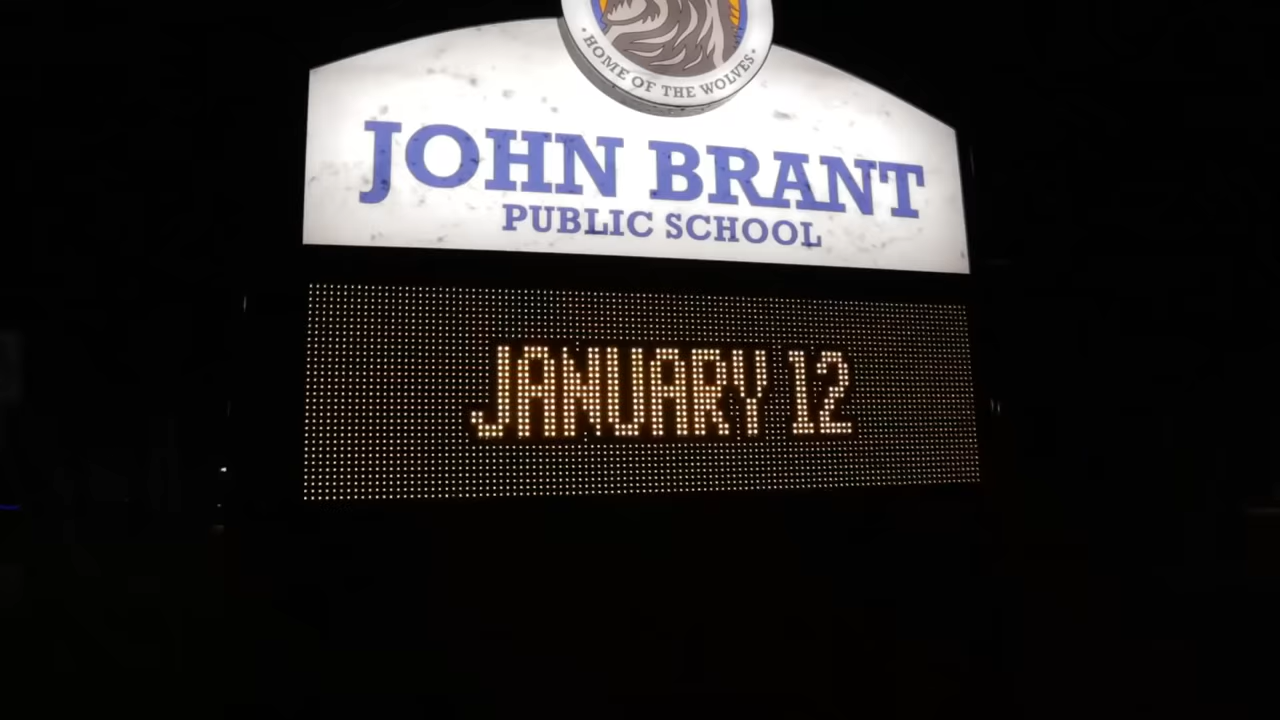 HOME OF THE WOLVES
JOHN BRANT
PUBLIC SCHOOL
JANUARY 12